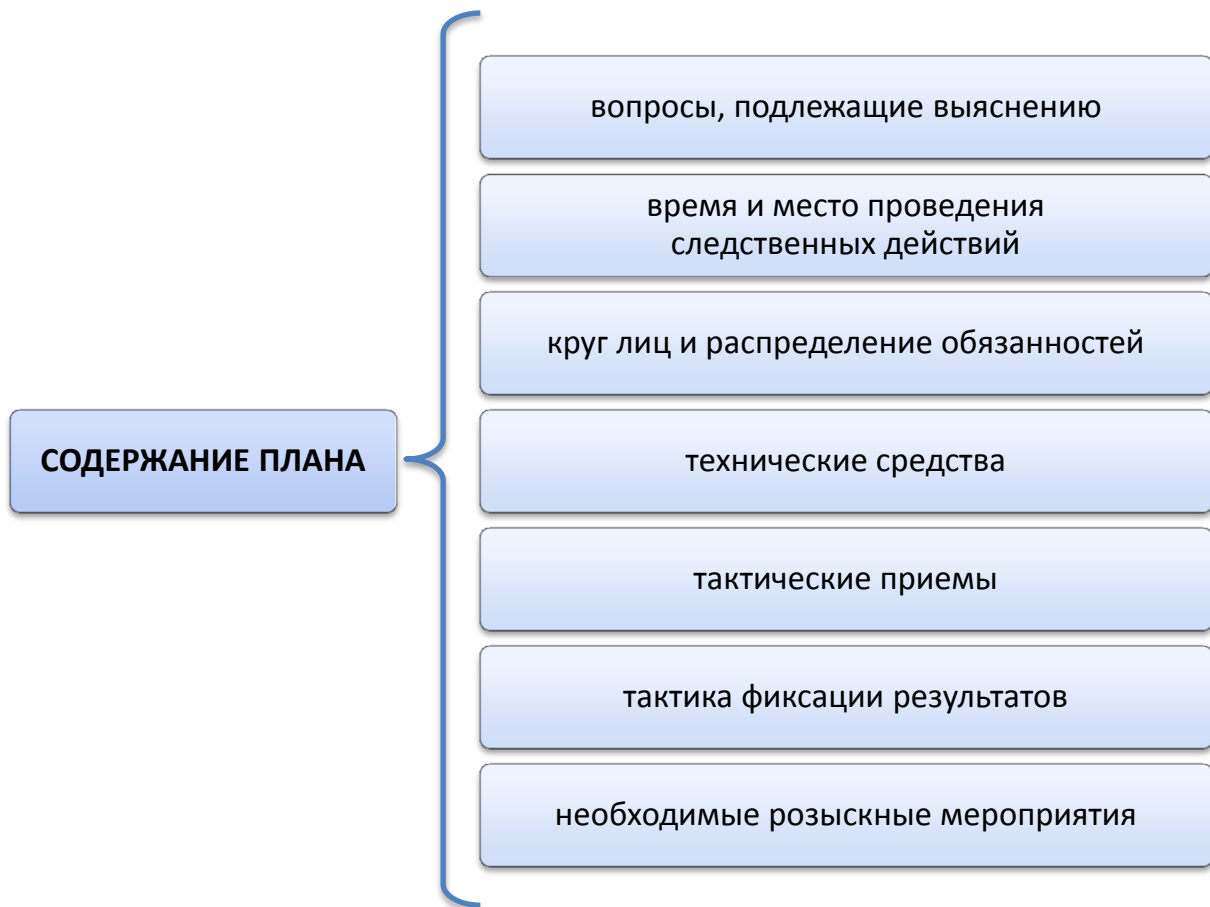 вопросы, подлежащие выяснению
время и место проведения
следственных действий
круг лиц и распределение обязанностей
СОДЕРЖАНИЕ ПЛАНА
технические средства
тактические приемы
тактика фиксации результатов
необходимые розыскные мероприятия